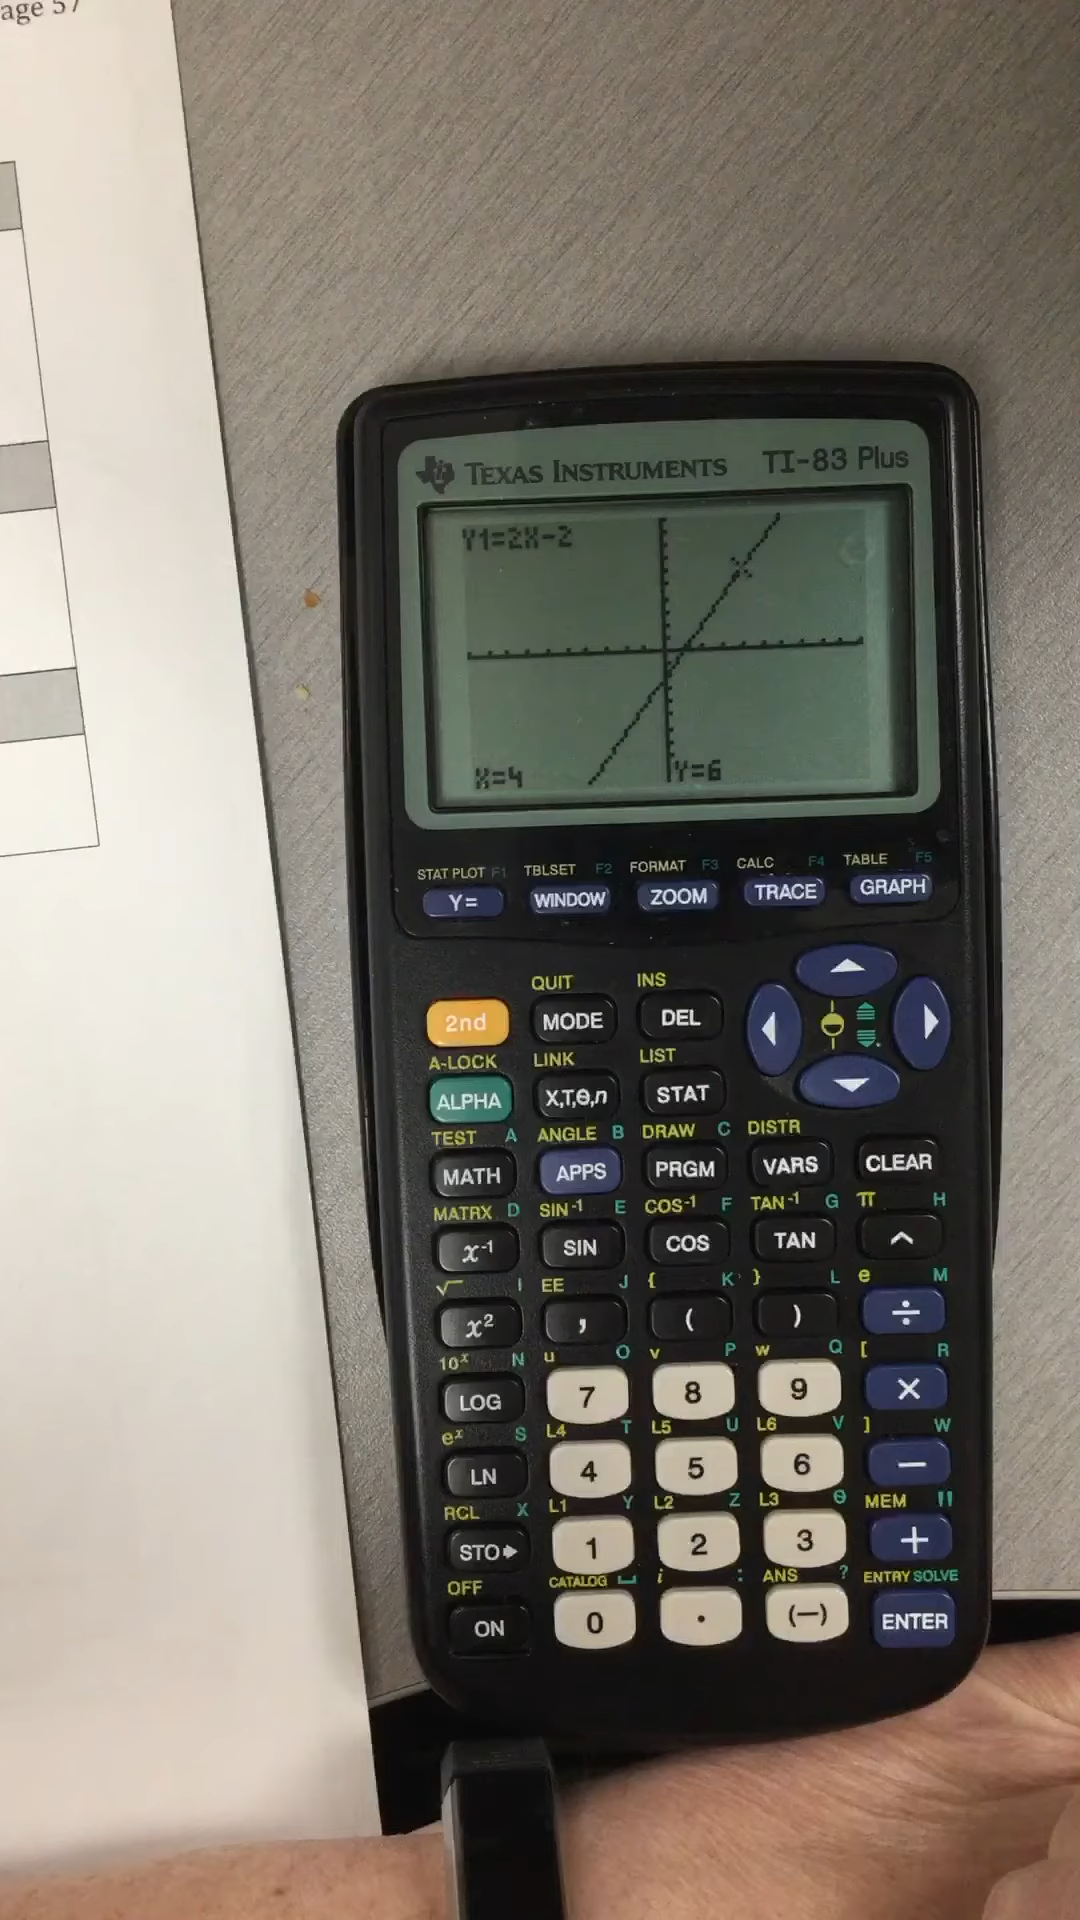 age 57
TEXAS INSTRUMENTS TI-83 Plus
Y1=2X-2
X=4 Y=6
STAT PLOT F1 TBLSET F2 FORMAT F3 CALC F4 TABLE F5
Y= WINDOW ZOOM TRACE GRAPH
QUIT INS
2nd MODE DEL
A-LOCK LINK LIST
ALPHA X,T,Θ,n STAT
TEST A ANGLE B DRAW C DISTR
MATH APPS PRGM VARS CLEAR
MATRX D SIN⁻¹ E COS⁻¹ F TAN⁻¹ G π H
x⁻¹ SIN COS TAN ^
√ I EE J { K } L e M
x² , ( ) ÷
10ˣ N u O v P w Q [ R
LOG 7 8 9 ×
eˣ S L4 T L5 U L6 V ] W
LN 4 5 6 −
RCL X L1 Y L2 Z L3 Θ MEM "
STO► 1 2 3 +
OFF CATALOG ⎵ i : ANS ? ENTRY SOLVE
ON 0 . (−) ENTER